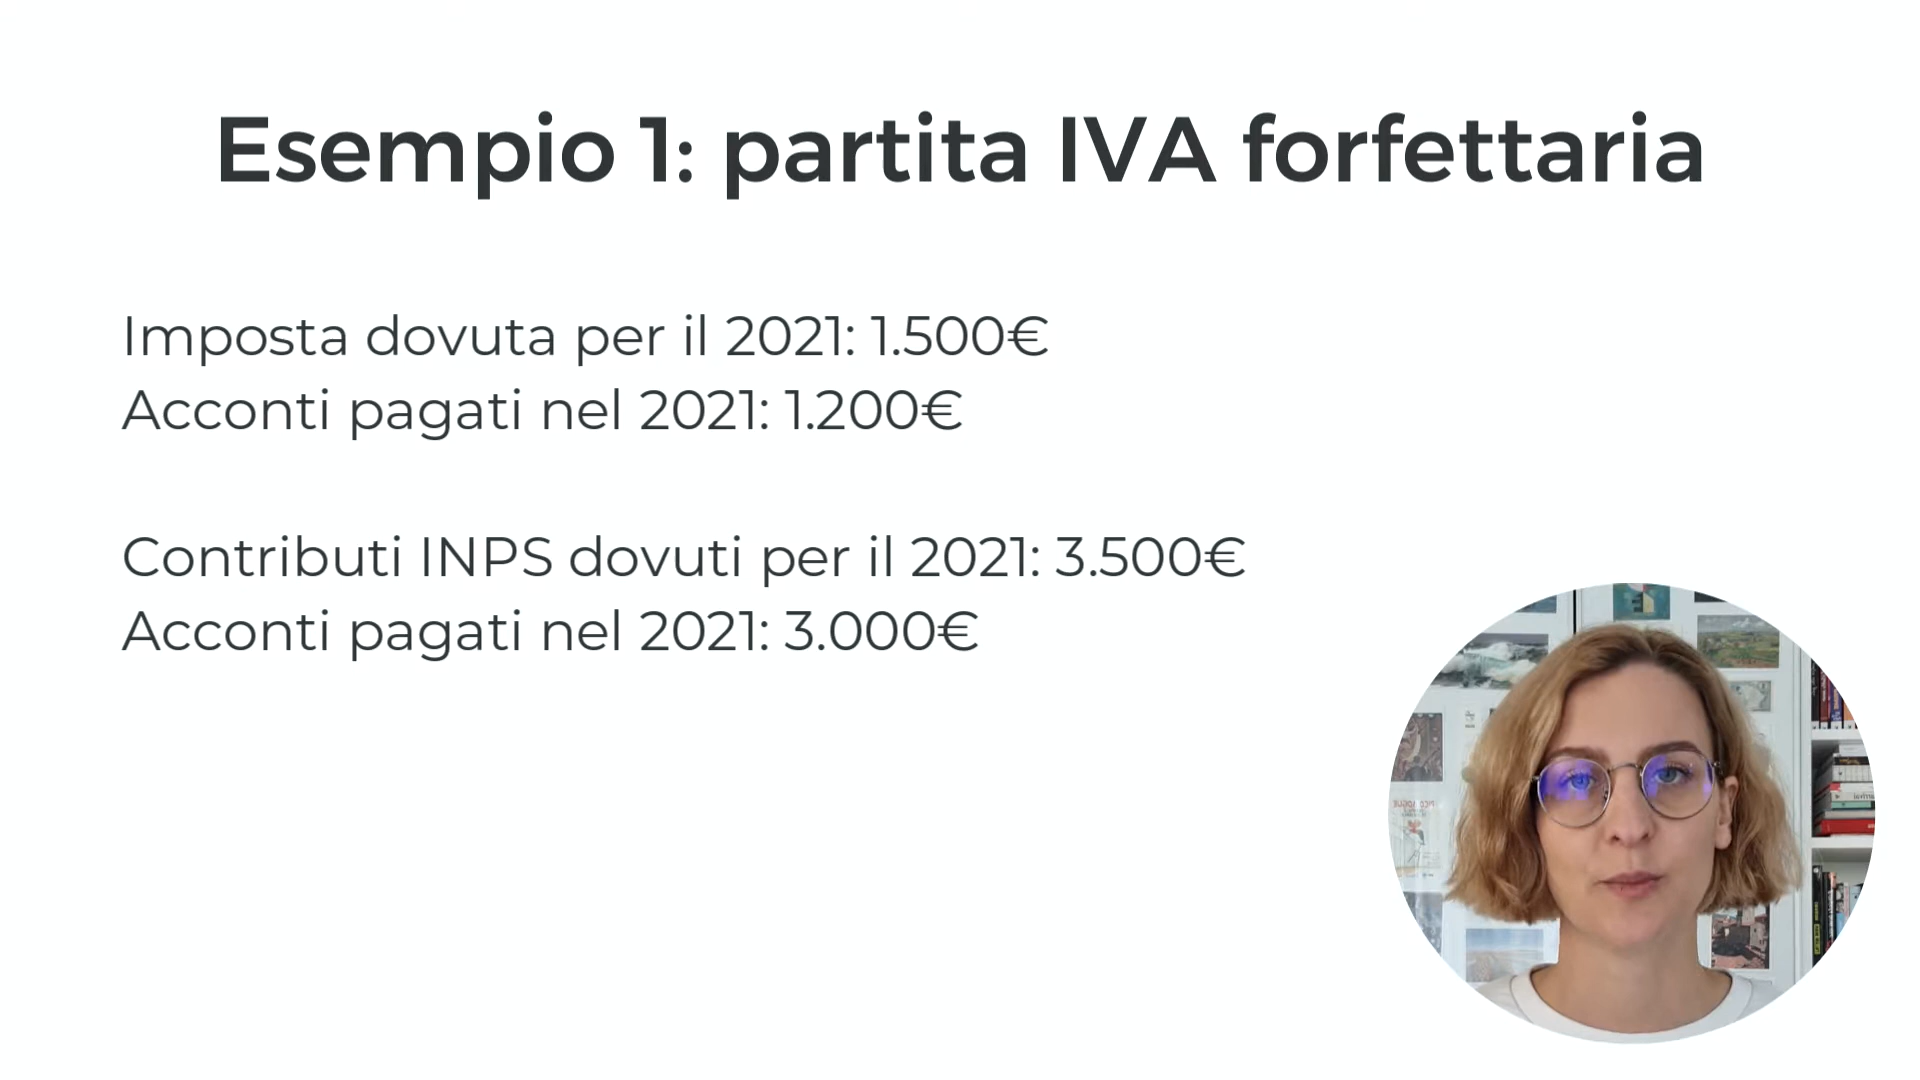 Esempio 1: partita IVA forfettaria
Imposta dovuta per il 2021: 1.500€
Acconti pagati nel 2021: 1.200€
Contributi INPS dovuti per il 2021: 3.500€
Acconti pagati nel 2021: 3.000€